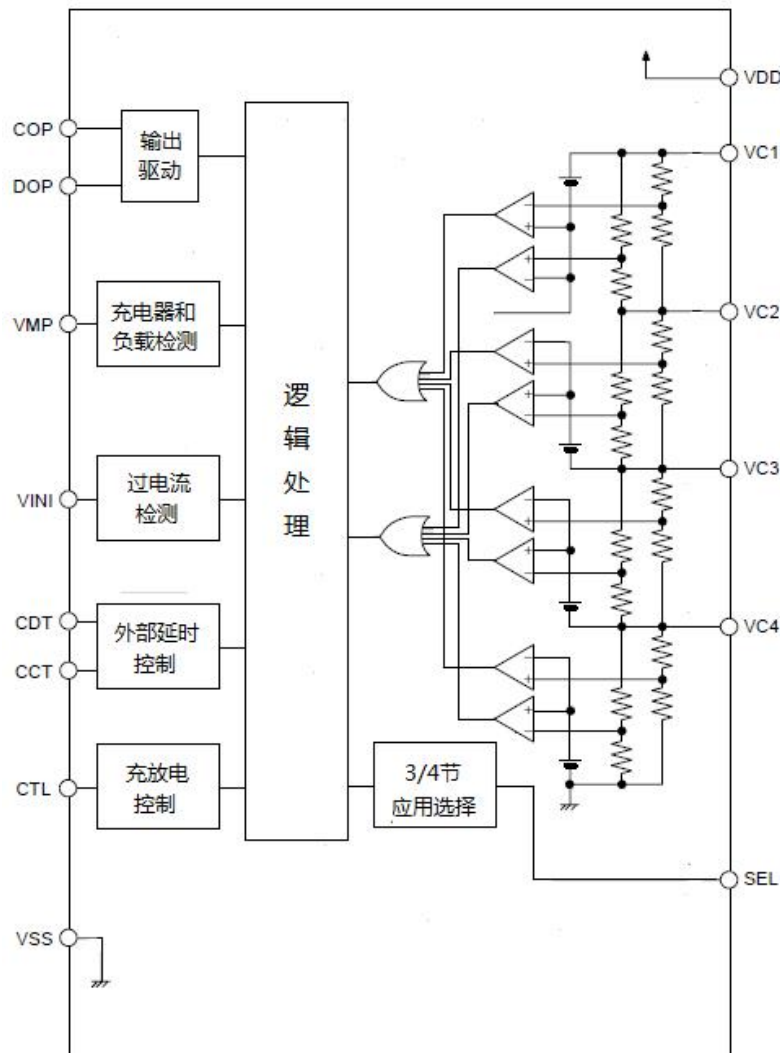 VDD
COP
输出
驱动
DOP
VC1
VMP
充电器和
负载检测
VC2
逻
辑
处
理
VINI
过电流
检测
VC3
CDT
外部延时
控制
CCT
VC4
CTL
充放电
控制
3/4节
应用选择
SEL
VSS